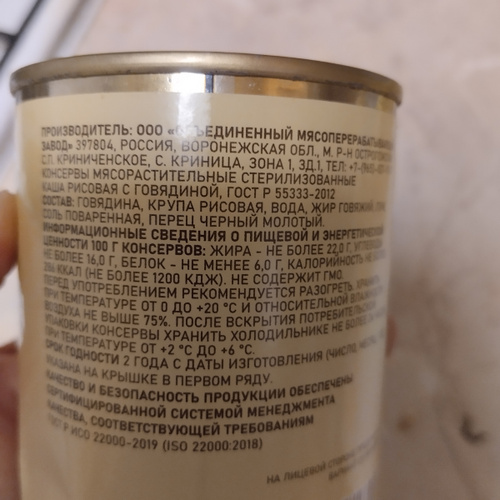 ПРОИЗВОДИТЕЛЬ: ООО «ОБЪЕДИНЕННЫЙ
ЗАВОД» 397804, РОССИЯ, ВОРОНЕЖСКАЯ ОБЛ., М. Р-Н
С.П. КРИНИЧЕНСКОЕ, С. КРИНИЦА, ЗОНА 1, ЗД.1, ТЕЛ:
КОНСЕРВЫ МЯСОРАСТИТЕЛЬНЫЕ СТЕРИЛИЗОВАННЫЕ
КАША РИСОВАЯ С ГОВЯДИНОЙ, ГОСТ Р 55333-2012
СОСТАВ: ГОВЯДИНА, КРУПА РИСОВАЯ, ВОДА, ЖИР ГОВЯЖИЙ,
СОЛЬ ПОВАРЕННАЯ, ПЕРЕЦ ЧЕРНЫЙ МОЛОТЫЙ.
ИНФОРМАЦИОННЫЕ СВЕДЕНИЯ О ПИЩЕВОЙ И ЭНЕРГЕТИЧЕСКОЙ
ЦЕННОСТИ 100 Г КОНСЕРВОВ: ЖИРА - НЕ БОЛЕЕ 22,0 Г,
НЕ БОЛЕЕ 16,0 Г, БЕЛОК - НЕ МЕНЕЕ 6,0 Г, КАЛОРИЙНОСТЬ
286 ККАЛ (НЕ БОЛЕЕ 1200 КДЖ). НЕ СОДЕРЖИТ ГМО.
ПЕРЕД УПОТРЕБЛЕНИЕМ РЕКОМЕНДУЕТСЯ РАЗОГРЕТЬ.
ПРИ ТЕМПЕРАТУРЕ ОТ 0 ДО +20 °С И ОТНОСИТЕЛЬНОЙ
ВОЗДУХА НЕ ВЫШЕ 75%. ПОСЛЕ ВСКРЫТИЯ ПОТРЕБИТЕЛЬСКОЙ
УПАКОВКИ КОНСЕРВЫ ХРАНИТЬ ХОЛОДИЛЬНИКЕ НЕ БОЛЕЕ
ПРИ ТЕМПЕРАТУРЕ ОТ +2 °С ДО +6 °С.
СРОК ГОДНОСТИ 2 ГОДА С ДАТЫ ИЗГОТОВЛЕНИЯ (ЧИСЛО,
УКАЗАНА НА КРЫШКЕ В ПЕРВОМ РЯДУ.
КАЧЕСТВО И БЕЗОПАСНОСТЬ ПРОДУКЦИИ ОБЕСПЕЧЕНЫ
СЕРТИФИЦИРОВАННОЙ СИСТЕМОЙ МЕНЕДЖМЕНТА
КАЧЕСТВА, СООТВЕТСТВУЮЩЕЙ ТРЕБОВАНИЯМ
ГОСТ Р ИСО 22000-2019 (ISO 22000:2018)
НА ЛИЦЕВОЙ